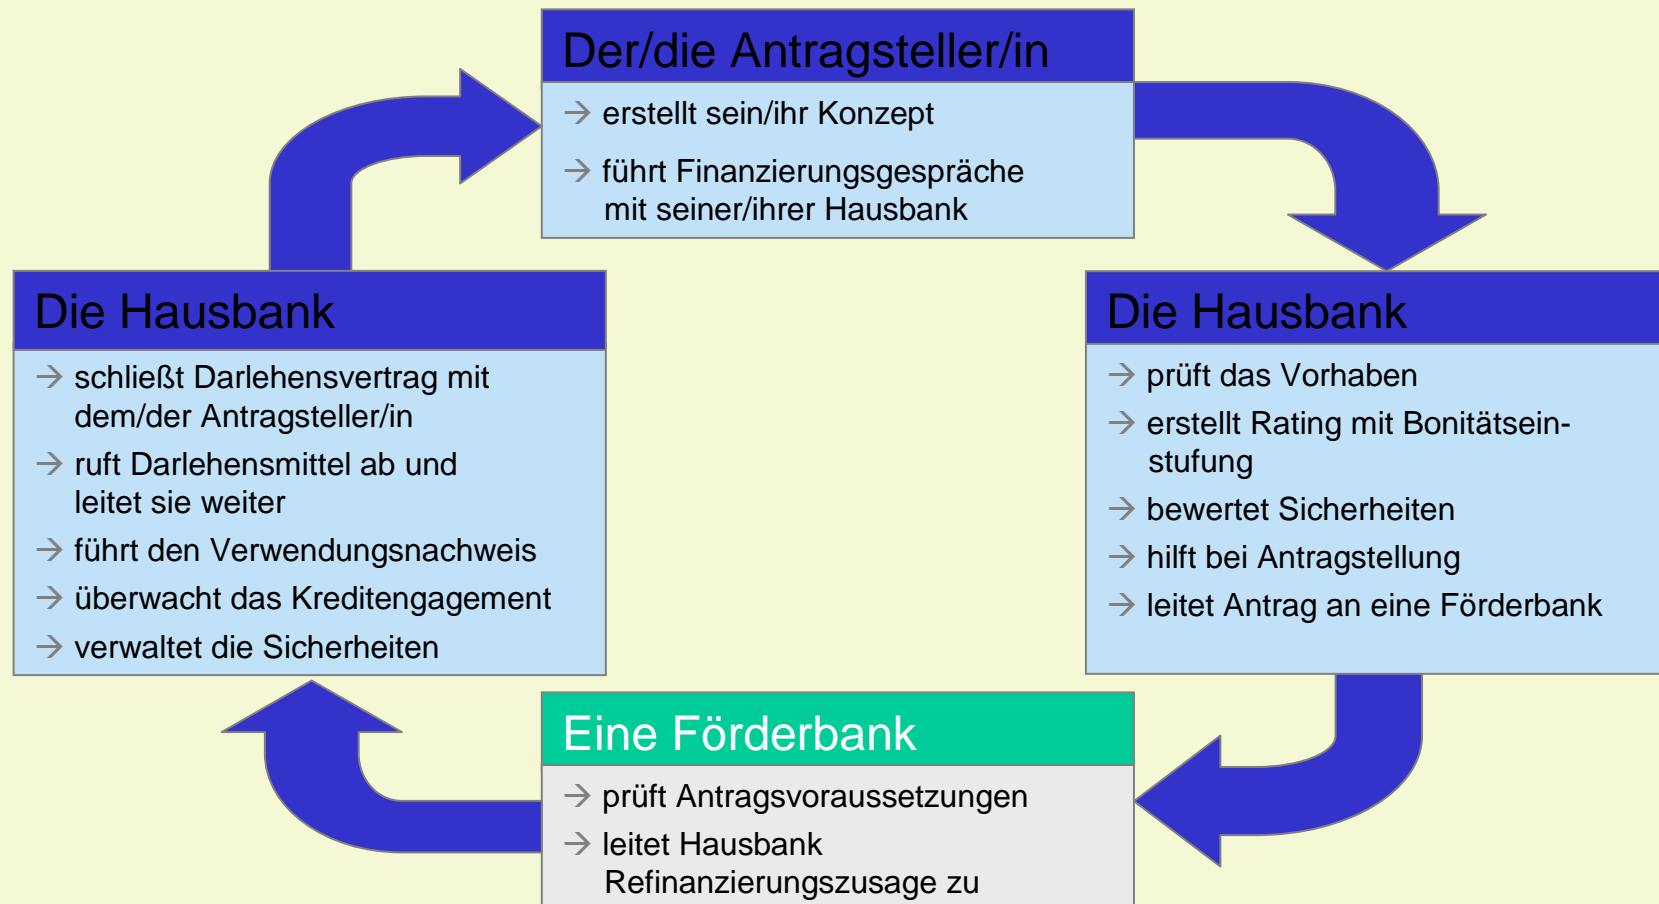 Der/die Antragsteller/in
→ erstellt sein/ihr Konzept
→ führt Finanzierungsgespräche
mit seiner/ihrer Hausbank
Die Hausbank
→ prüft das Vorhaben
→ erstellt Rating mit Bonitätsein-
stufung
→ bewertet Sicherheiten
→ hilft bei Antragstellung
→ leitet Antrag an eine Förderbank
Eine Förderbank
→ prüft Antragsvoraussetzungen
→ leitet Hausbank
Refinanzierungszusage zu
Die Hausbank
→ schließt Darlehensvertrag mit
dem/der Antragsteller/in
→ ruft Darlehensmittel ab und
leitet sie weiter
→ führt den Verwendungsnachweis
→ überwacht das Kreditengagement
→ verwaltet die Sicherheiten